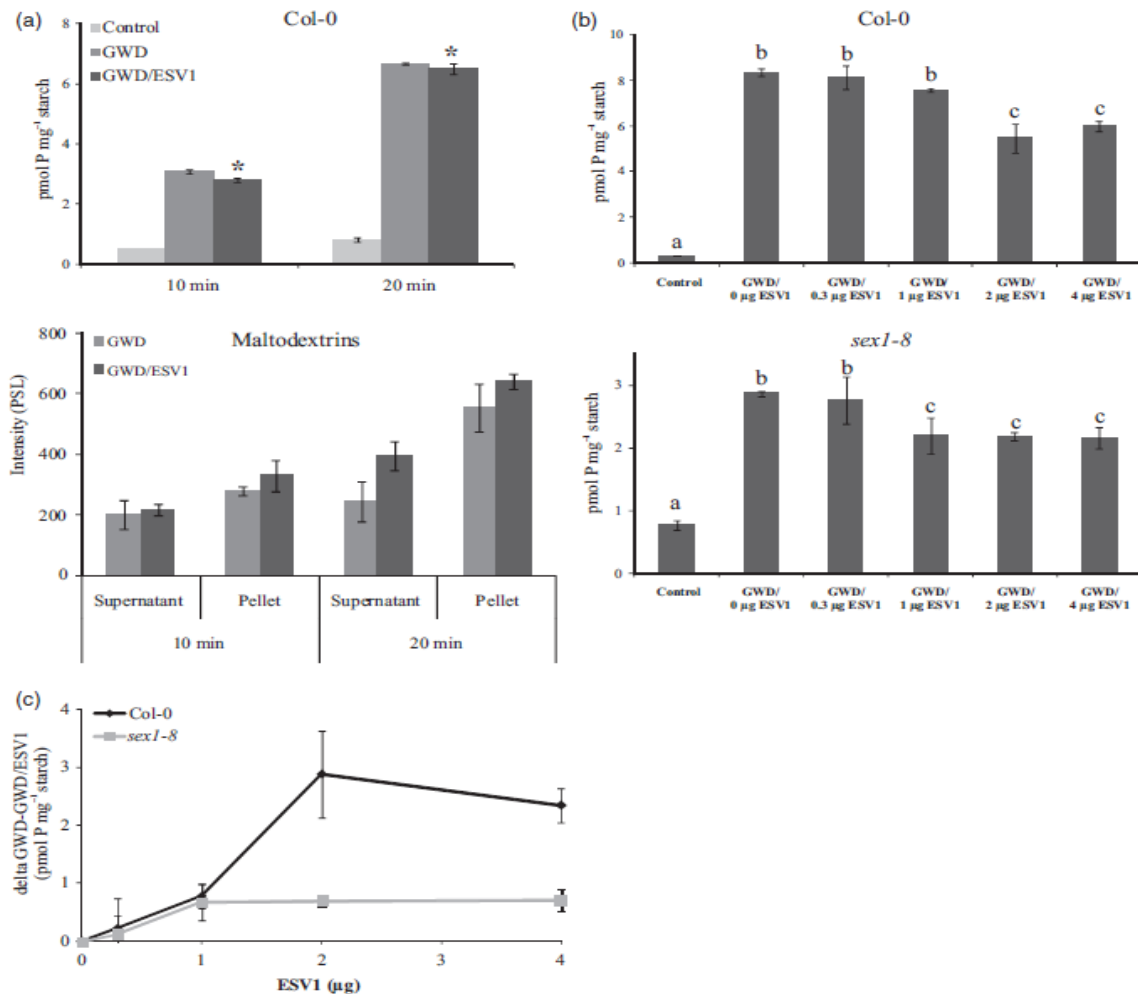 (a)
Col-0
Control
GWD
GWD/ESV1
pmol P mg⁻¹ starch
8
6
4
2
0
*
*
10 min
20 min
Maltodextrins
GWD
GWD/ESV1
Intensity (PSL)
800
600
400
200
0
Supernatant
Pellet
Supernatant
Pellet
10 min
20 min
(b)
Col-0
pmol P mg⁻¹ starch
10
8
6
4
2
0
a
b
b
b
c
c
Control
GWD/
0 µg ESV1
GWD/
0.3 µg ESV1
GWD/
1 µg ESV1
GWD/
2 µg ESV1
GWD/
4 µg ESV1
sex1-8
pmol P mg⁻¹ starch
3
2
1
0
a
b
b
c
c
c
Control
GWD/
0 µg ESV1
GWD/
0.3 µg ESV1
GWD/
1 µg ESV1
GWD/
2 µg ESV1
GWD/
4 µg ESV1
(c)
Col-0
sex1-8
delta GWD-GWD/ESV1
(pmol P mg⁻¹ starch)
4
3
2
1
0
0
1
2
3
4
ESV1 (µg)